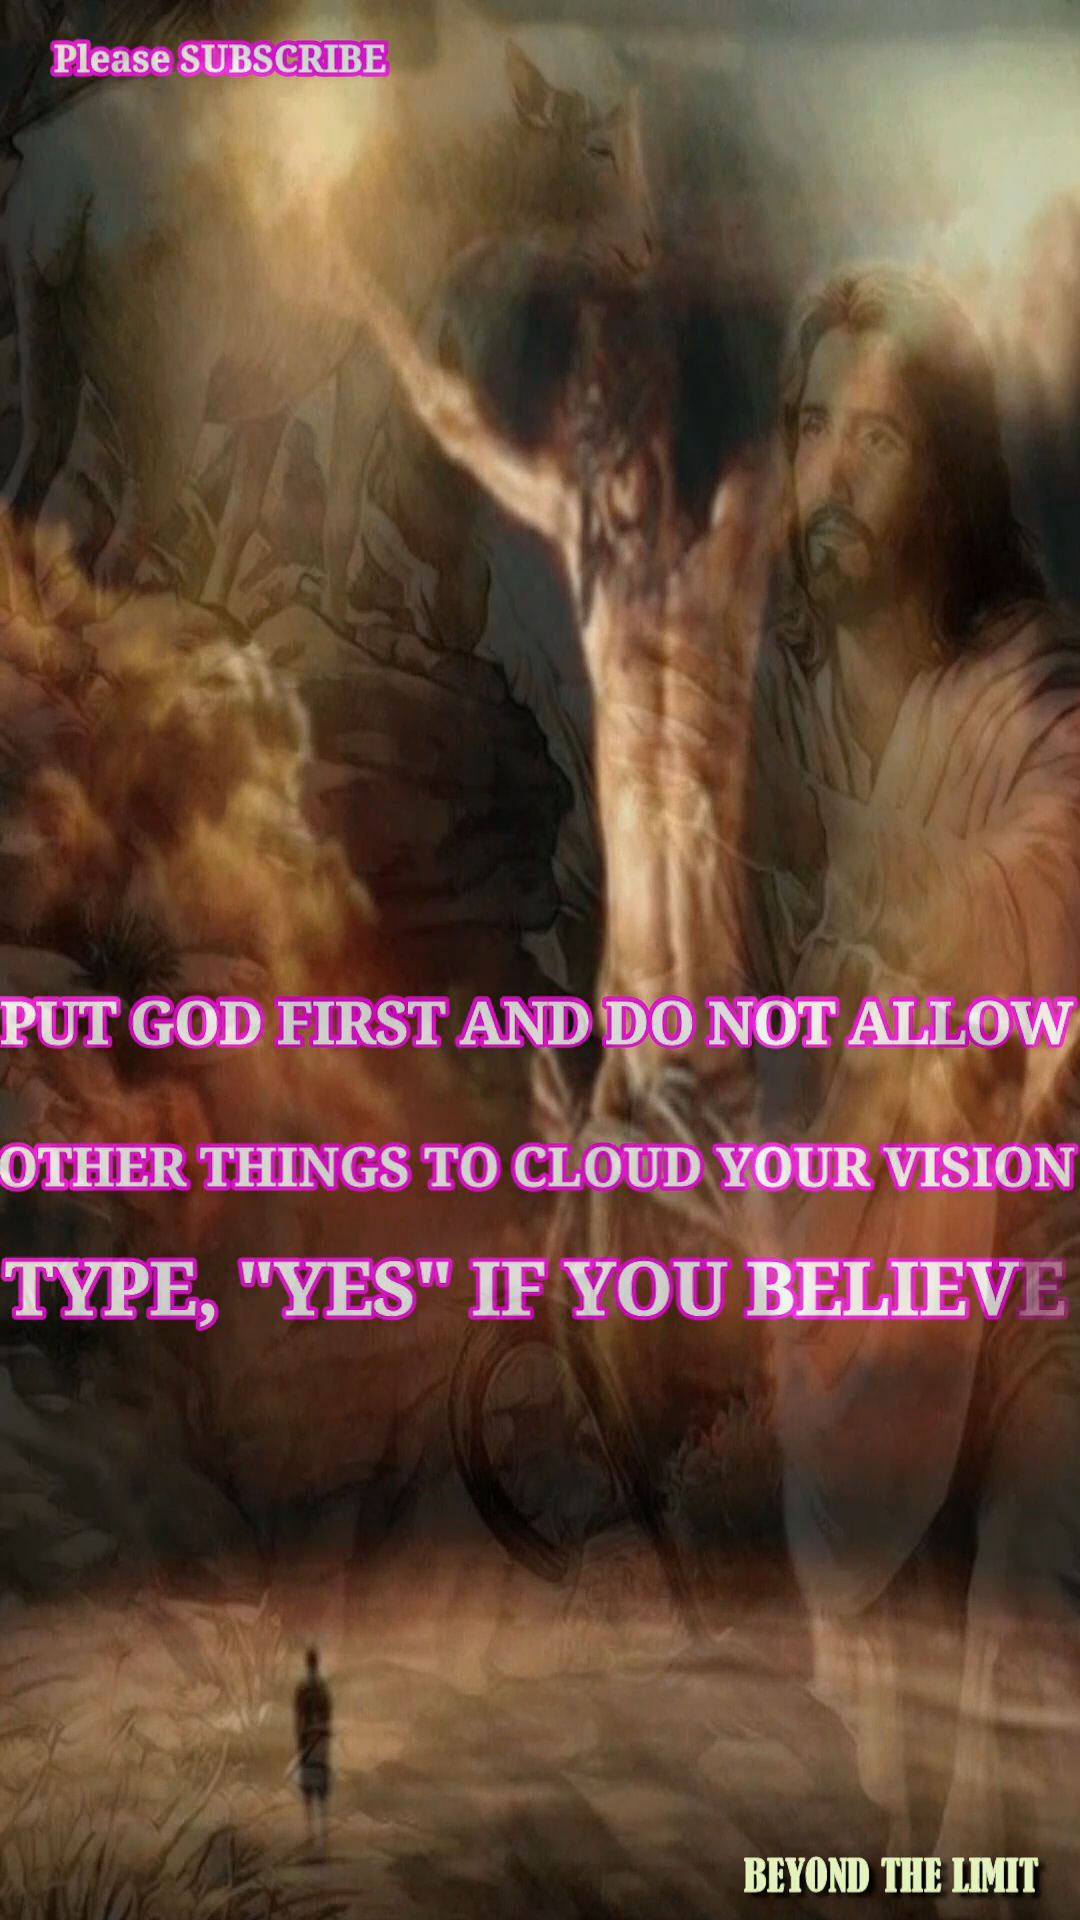 Please SUBSCRIBE
PUT GOD FIRST AND DO NOT ALLOW
OTHER THINGS TO CLOUD YOUR VISION
TYPE, "YES" IF YOU BELIEVE
BEYOND THE LIMIT